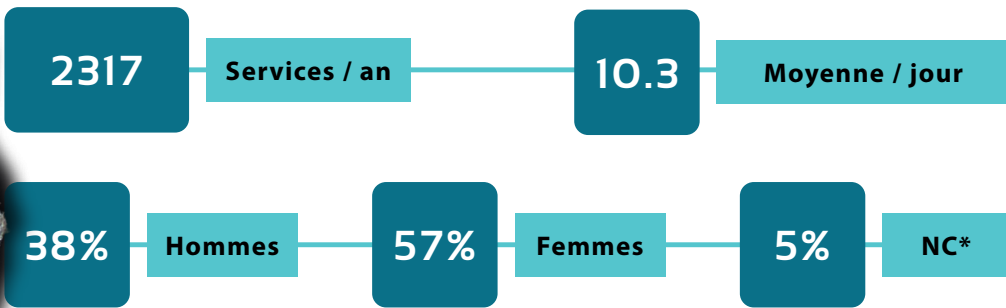 2317 Services / an 10.3 Moyenne / jour
38% Hommes 57% Femmes 5% NC*